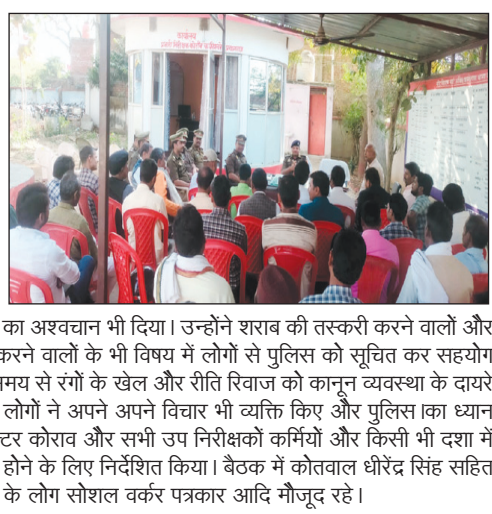 का अश्वचान भी दिया। उन्होंने शराब की तस्करी करने वालों और
करने वालों के भी विषय में लोगों से पुलिस को सूचित कर सहयोग
समय से रंगों के खेल और रीति रिवाज को कानून व्यवस्था के दायरे
लोगों ने अपने अपने विचार भी व्यक्ति किए और पुलिस।का ध्यान
टर कोराव और सभी उप निरीक्षकों कर्मियों और किसी भी दशा में
होने के लिए निर्देशित किया। बैठक में कोतवाल धीरेंद्र सिंह सहित
के लोग सोशल वर्कर पत्रकार आदि मौजूद रहे।